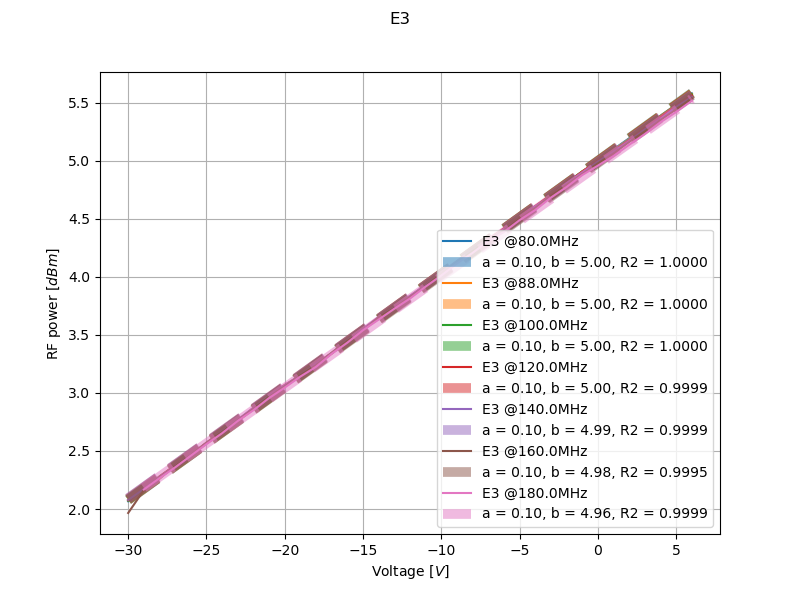 E3
RF power [dBm]
5.5
5.0
4.5
4.0
3.5
3.0
2.5
2.0
E3 @80.0MHz
a = 0.10, b = 5.00, R2 = 1.0000
E3 @88.0MHz
a = 0.10, b = 5.00, R2 = 1.0000
E3 @100.0MHz
a = 0.10, b = 5.00, R2 = 1.0000
E3 @120.0MHz
a = 0.10, b = 5.00, R2 = 0.9999
E3 @140.0MHz
a = 0.10, b = 4.99, R2 = 0.9999
E3 @160.0MHz
a = 0.10, b = 4.98, R2 = 0.9995
E3 @180.0MHz
a = 0.10, b = 4.96, R2 = 0.9999
−30 −25 −20 −15 −10 −5 0 5
Voltage [V]